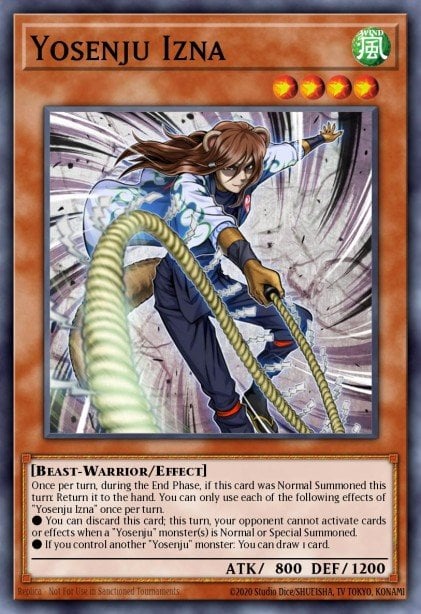 Yosenju Izna
WIND
風
[Beast-Warrior/Effect]
Once per turn, during the End Phase, if this card was Normal Summoned this
turn: Return it to the hand. You can only use each of the following effects of
"Yosenju Izna" once per turn.
● You can discard this card; this turn, your opponent cannot activate cards
or effects when a "Yosenju" monster(s) is Normal or Special Summoned.
● If you control another "Yosenju" monster: You can draw 1 card.
ATK/ 800 DEF/1200
Replica - Not For Use in Sanctioned Tournaments ©2020 Studio Dice/SHUEISHA, TV TOKYO, KONAMI